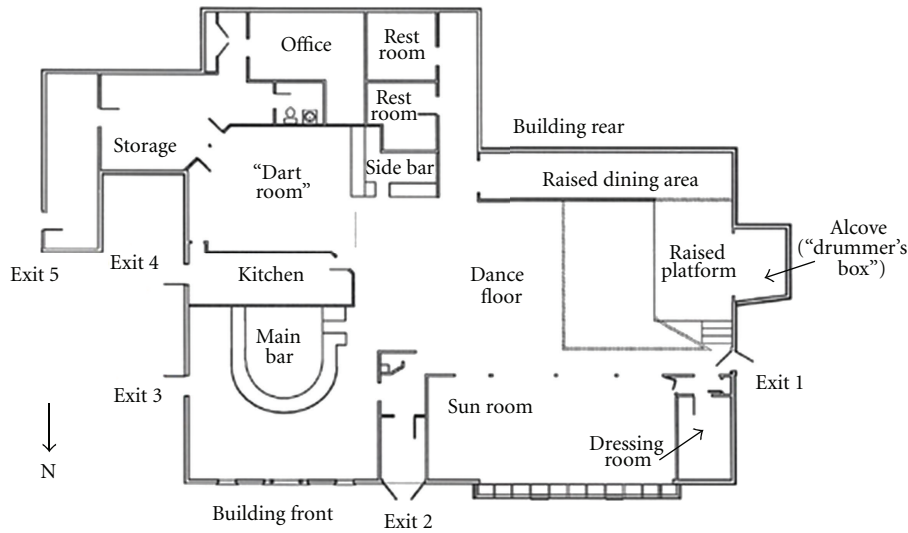 Office
Rest
room
Rest
room
Building rear
Storage
“Dart
room”
Side bar
Raised dining area
Alcove
(“drummer’s
box”)
Raised
platform
Exit 5
Exit 4
Kitchen
Dance
floor
Main
bar
Exit 3
Exit 1
Sun room
N
Dressing
room
Building front
Exit 2